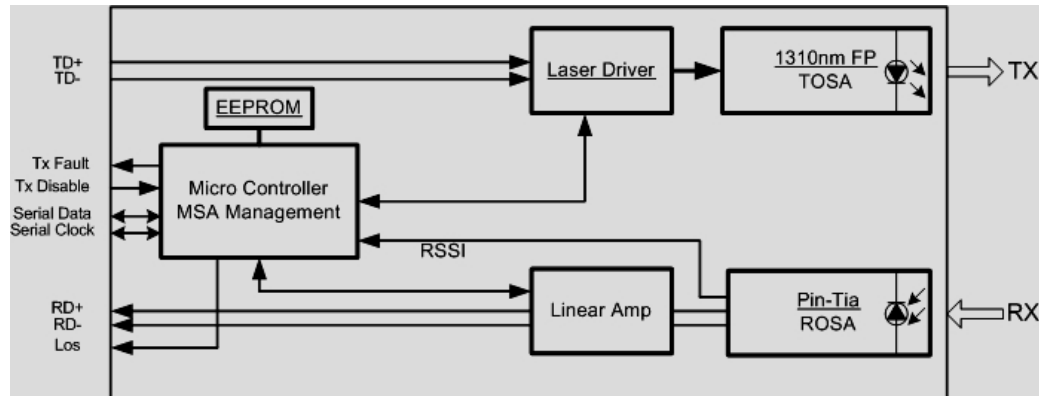 TD+
TD-
Laser Driver
1310nm FP
TOSA
TX
EEPROM
Tx Fault
Tx Disable
Serial Data
Serial Clock
Micro Controller
MSA Management
RSSI
RD+
RD-
Los
Linear Amp
Pin-Tia
ROSA
RX